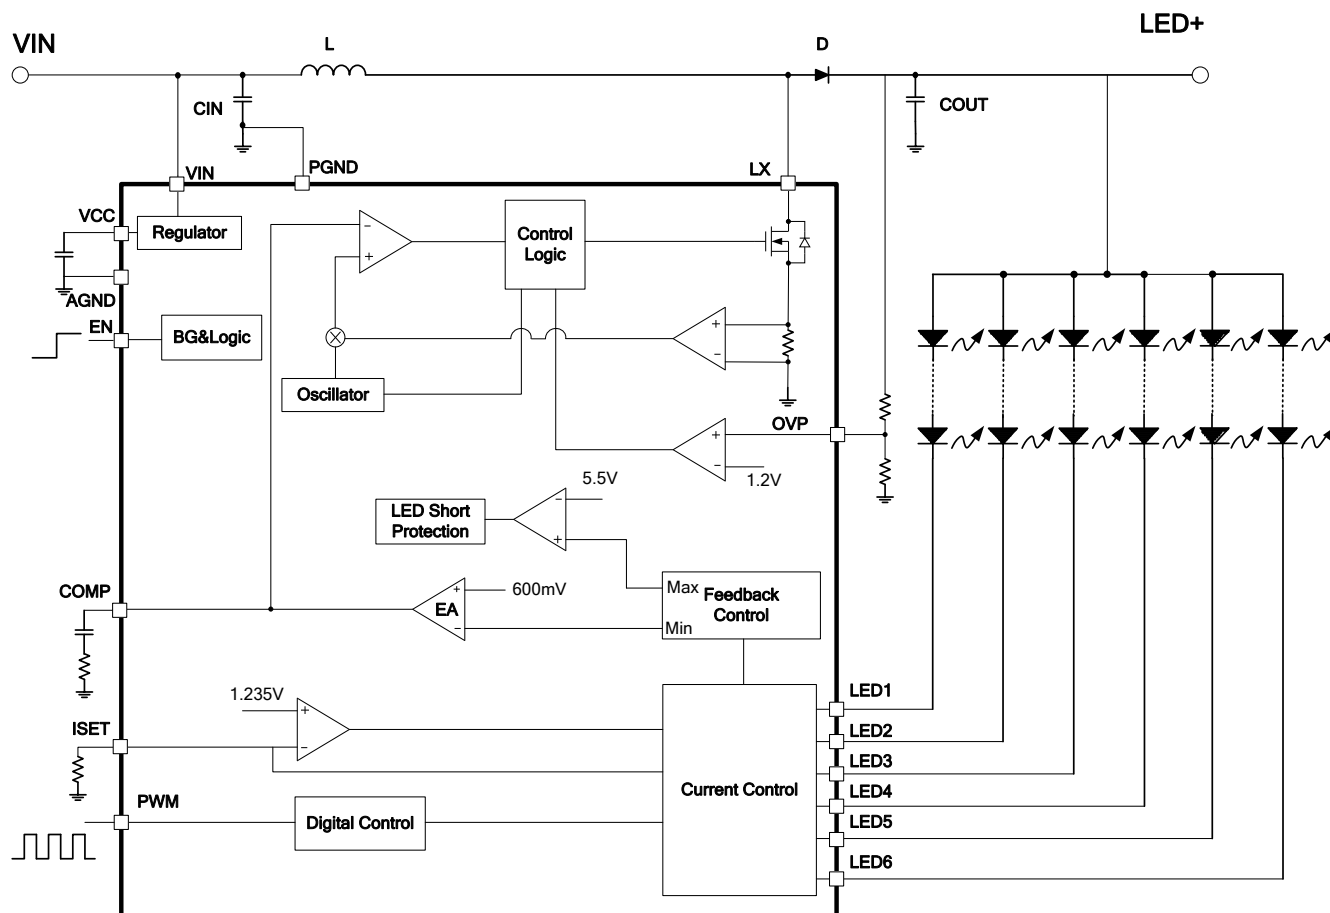 LED+
VIN
L
D
CIN
COUT
VIN
PGND
LX
VCC
Regulator
Control
Logic
−
+
AGND
EN
BG&Logic
+
−
Oscillator
OVP
+
−
1.2V
5.5V
LED Short
Protection
−
+
COMP
EA
+
−
600mV
Max
Feedback
Control
Min
1.235V
+
−
ISET
LED1
LED2
LED3
Current Control
LED4
PWM
Digital Control
LED5
LED6